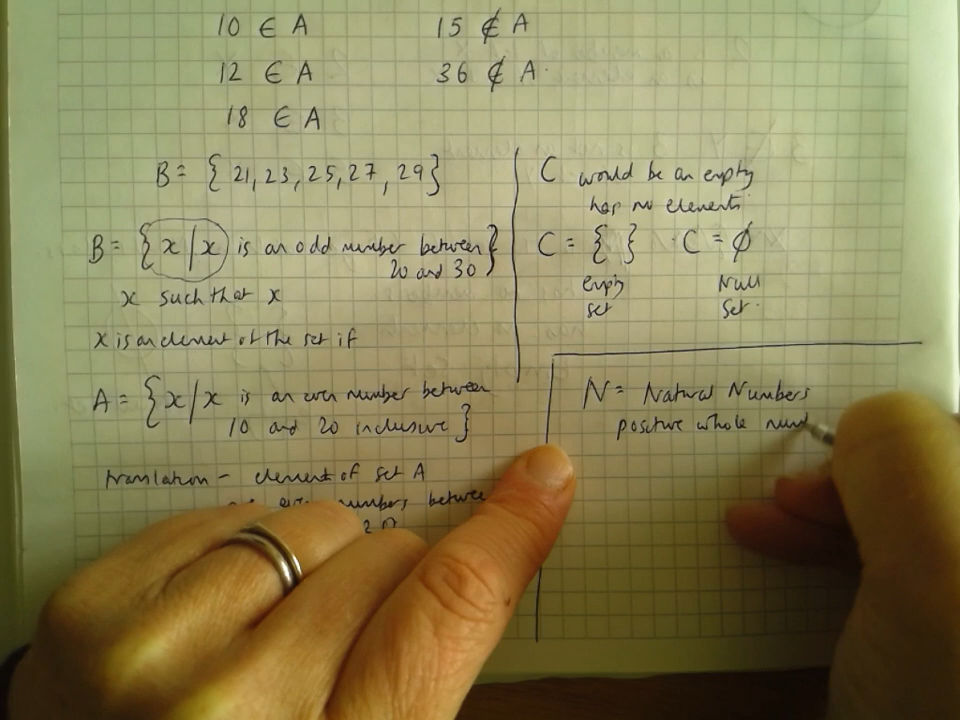 10 ∈ A
12 ∈ A
18 ∈ A
15 ∉ A
36 ∉ A.
B = { 21, 23, 25, 27, 29 }
B = { x / x is an odd number between
20 and 30 }
x such that x
x is an element of the set if
A = { x / x is an even number between
10 and 20 inclusive }
translation - element of set A
even numbers between
20
C would be an empty
has no elements
C = { } . C = ∅
empty
set
Null
set.
N = Natural Numbers
positive whole numb